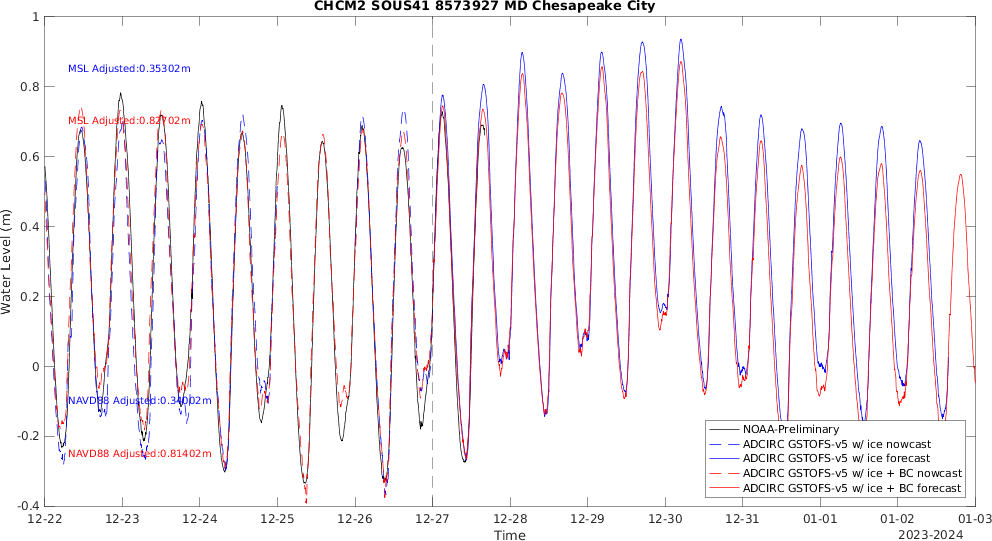 CHCM2 SOUS41 8573927 MD Chesapeake City
1
0.8
0.6
0.4
0.2
0
-0.2
-0.4
Water Level (m)
MSL Adjusted:0.35302m
MSL Adjusted:0.82702m
NAVD88 Adjusted:0.34002m
NAVD88 Adjusted:0.81402m
NOAA-Preliminary
ADCIRC GSTOFS-v5 w/ ice nowcast
ADCIRC GSTOFS-v5 w/ ice forecast
ADCIRC GSTOFS-v5 w/ ice + BC nowcast
ADCIRC GSTOFS-v5 w/ ice + BC forecast
12-22 12-23 12-24 12-25 12-26 12-27 12-28 12-29 12-30 12-31 01-01 01-02 01-03
Time
2023-2024